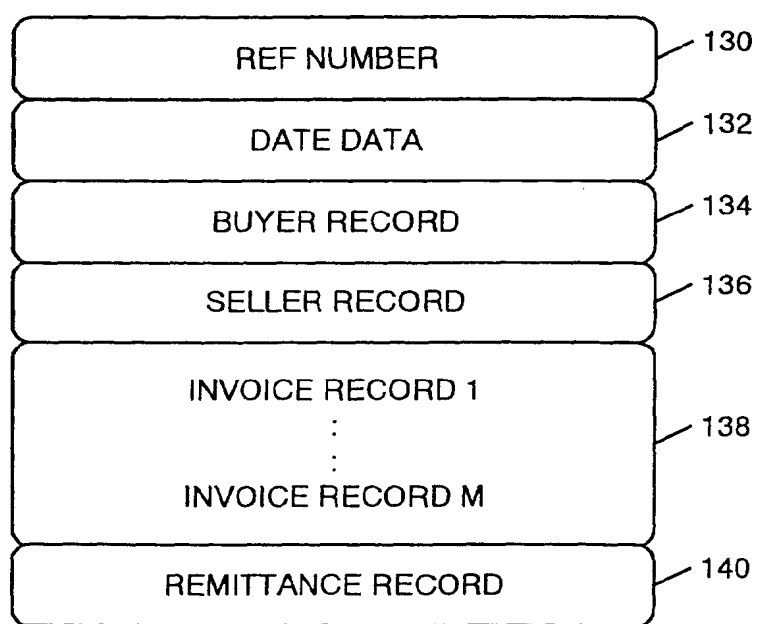 REF NUMBER 130
DATE DATA 132
BUYER RECORD 134
SELLER RECORD 136
INVOICE RECORD 1
138
INVOICE RECORD M
REMITTANCE RECORD 140